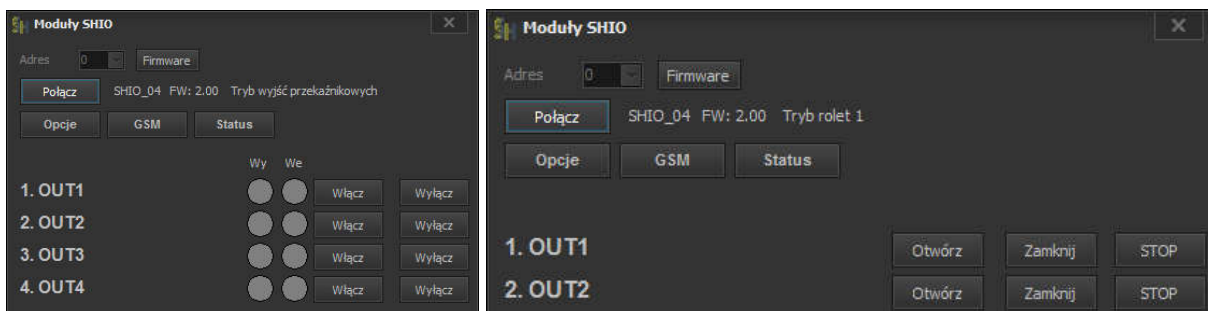 Moduły SHIO
Adres 0 Firmware
Połącz SHIO_04 FW: 2.00 Tryb wyjść przekaźnikowych
Opcje GSM Status
Wy We
1. OUT1 Włącz Wyłącz
2. OUT2 Włącz Wyłącz
3. OUT3 Włącz Wyłącz
4. OUT4 Włącz Wyłącz
Moduły SHIO
Adres 0 Firmware
Połącz SHIO_04 FW: 2.00 Tryb rolet 1
Opcje GSM Status
1. OUT1 Otwórz Zamknij STOP
2. OUT2 Otwórz Zamknij STOP